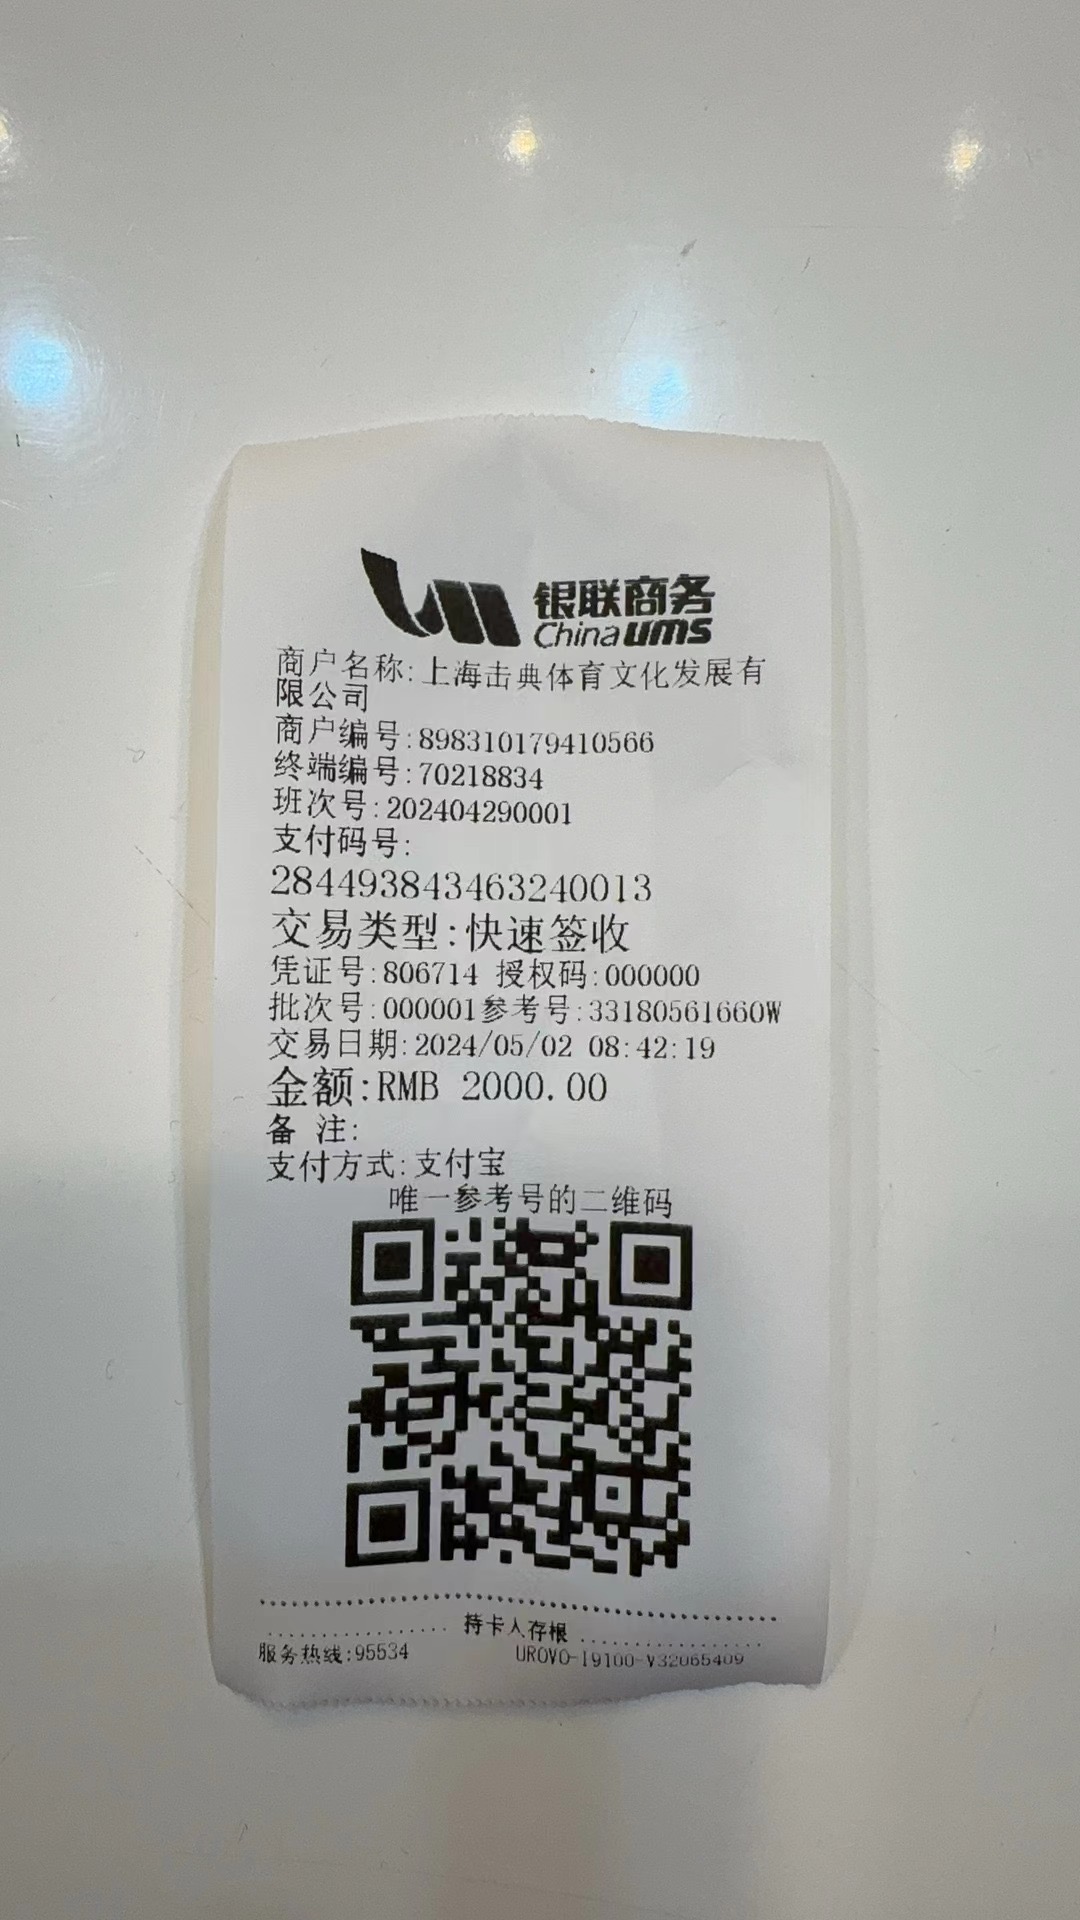 银联商务
Chinaums
商户名称:上海击典体育文化发展有
限公司
商户编号:898310179410566
终端编号:70218834
班次号:202404290001
支付码号:
284493843463240013
交易类型:快速签收
凭证号:806714 授权码:000000
批次号:000001参考号:33180561660W
交易日期:2024/05/02 08:42:19
金额:RMB 2000.00
备 注:
支付方式:支付宝
唯一参考号的二维码
持卡人存根
服务热线:95534 UROVO-I9100-V32065409